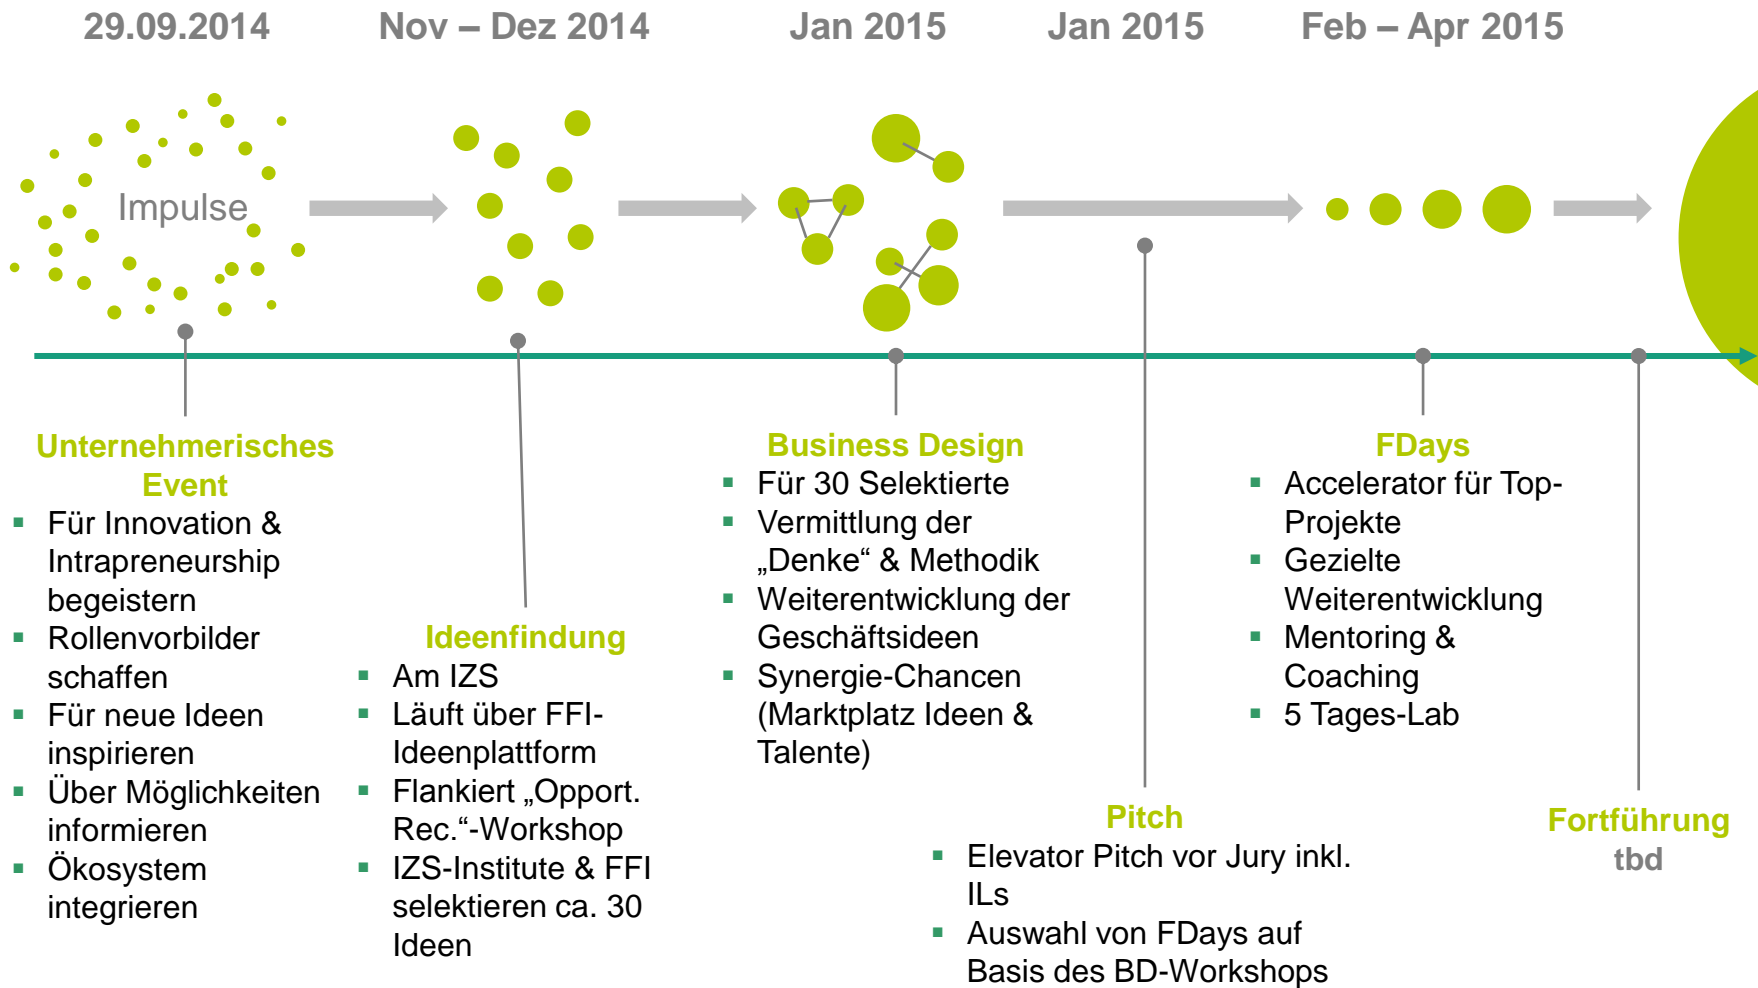 29.09.2014
Nov – Dez 2014
Jan 2015
Jan 2015
Feb – Apr 2015
Impulse
Unternehmerisches
Event
Für Innovation &
Intrapreneurship
begeistern
Rollenvorbilder
schaffen
Für neue Ideen
inspirieren
Über Möglichkeiten
informieren
Ökosystem
integrieren
Ideenfindung
Am IZS
Läuft über FFI-
Ideenplattform
Flankiert „Opport.
Rec.“-Workshop
IZS-Institute & FFI
selektieren ca. 30
Ideen
Business Design
Für 30 Selektierte
Vermittlung der
„Denke“ & Methodik
Weiterentwicklung der
Geschäftsideen
Synergie-Chancen
(Marktplatz Ideen &
Talente)
Pitch
Elevator Pitch vor Jury inkl.
ILs
Auswahl von FDays auf
Basis des BD-Workshops
FDays
Accelerator für Top-
Projekte
Gezielte
Weiterentwicklung
Mentoring &
Coaching
5 Tages-Lab
Fortführung
tbd